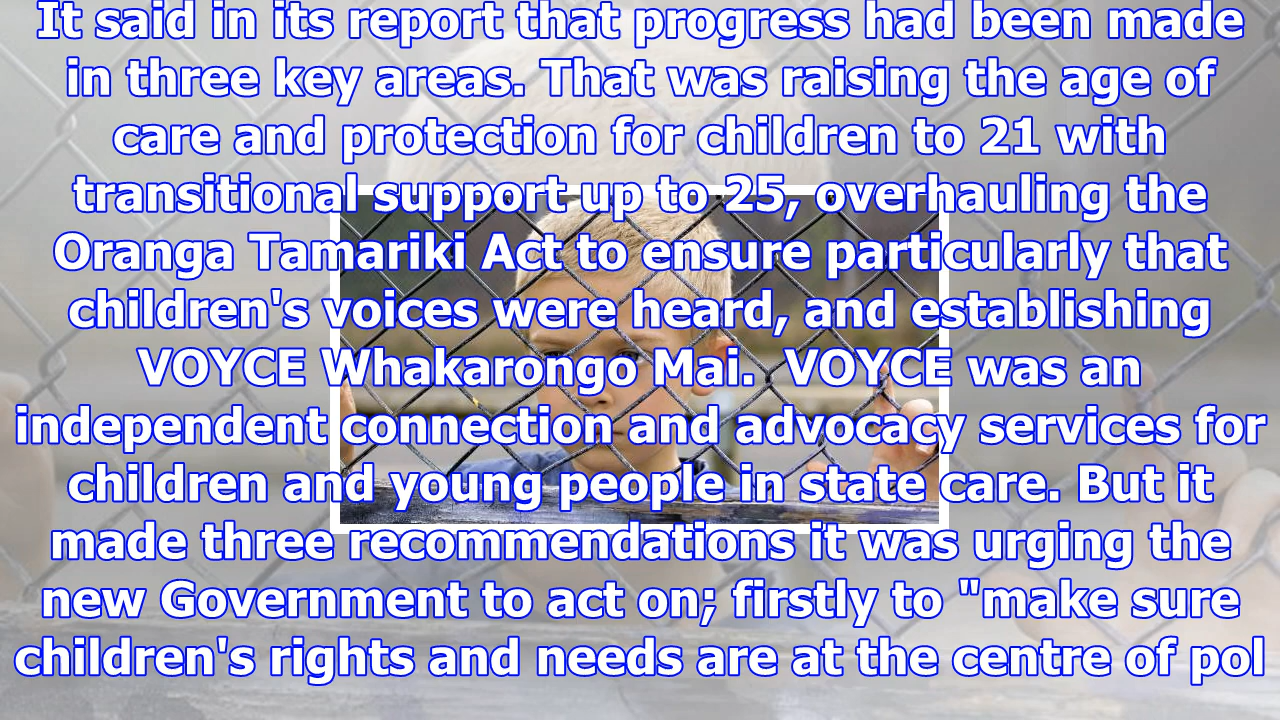 It said in its report that progress had been made
in three key areas. That was raising the age of
care and protection for children to 21 with
transitional support up to 25, overhauling the
Oranga Tamariki Act to ensure particularly that
children's voices were heard, and establishing
VOYCE Whakarongo Mai.  VOYCE was an
independent connection and advocacy services for
children and young people in state care. But it
made three recommendations it was urging the
new Government to act on; firstly to "make sure
children's rights and needs are at the centre of pol